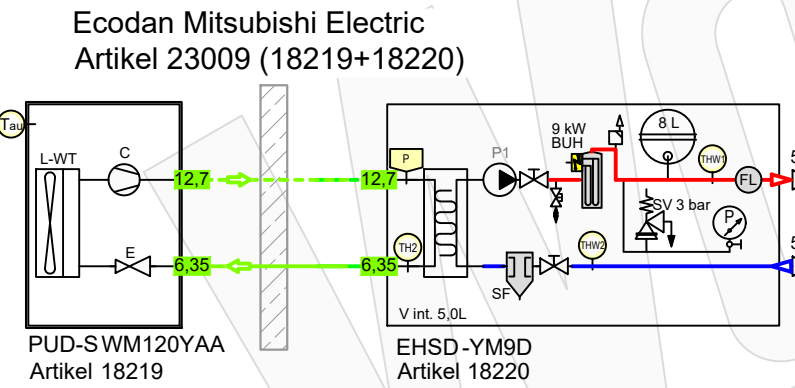 Ecodan Mitsubishi Electric
Artikel 23009 (18219+18220)
Tau
L-WT
C
12,7
12,7
P
P1
9 kW
BUH
8 L
THW1
FL
5
E
6,35
6,35
TH2
SF
THW2
SV 3 bar
P
5
V int. 5,0L
PUD-SWM120YAA
Artikel 18219
EHSD-YM9D
Artikel 18220